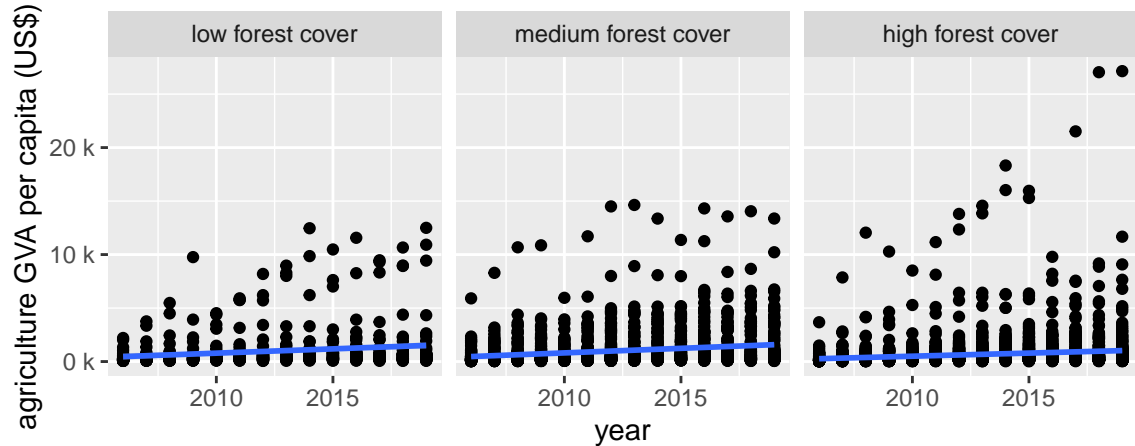 low forest cover
medium forest cover
high forest cover
agriculture GVA per capita (US$)
20 k
10 k
0 k
2010
2015
2010
2015
2010
2015
year